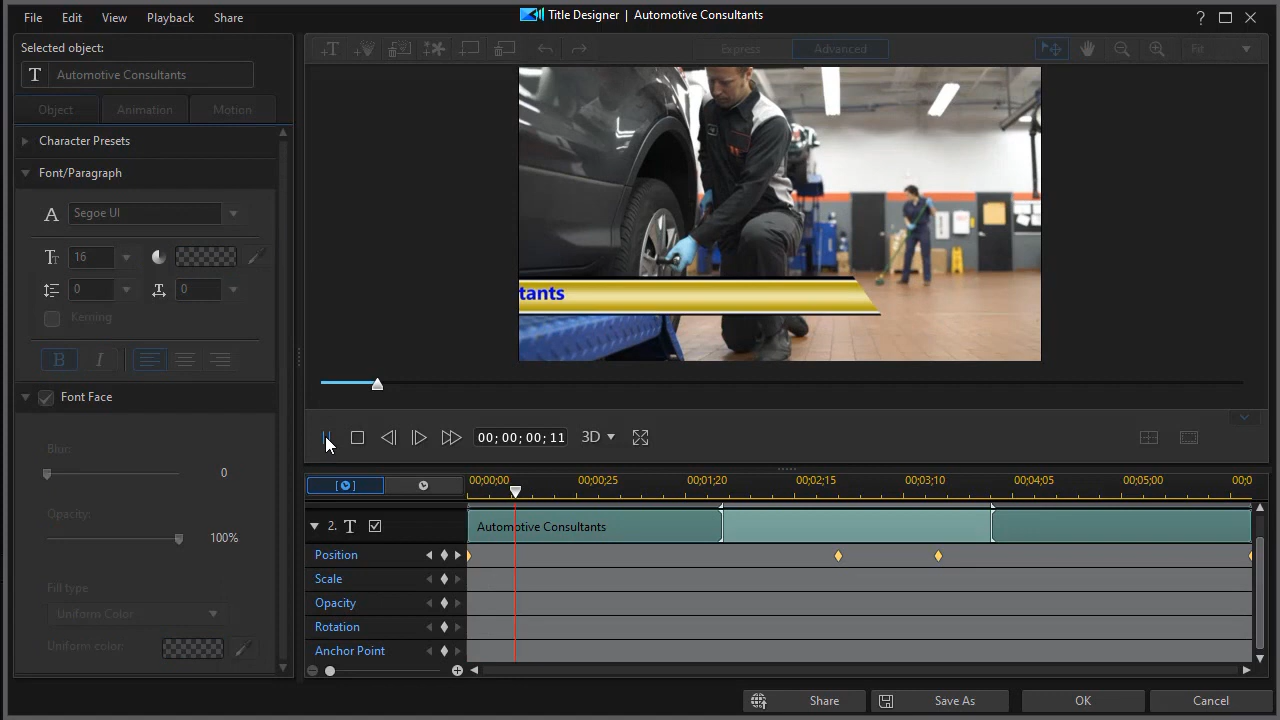 File Edit View Playback Share
Title Designer | Automotive Consultants
?
Selected object:
T Automotive Consultants
Object Animation Motion
Express Advanced
Fit
Character Presets
Font/Paragraph
A Segoe UI
16
0 0
Kerning
B I
Font Face
Blur:
0
Opacity:
100%
Fill type
Uniform Color
Uniform color:
tants
00; 00; 00; 11 3D
00;00;00 00;00;25 00;01;20 00;02;15 00;03;10 00;04;05 00;05;00 00;0
2. T Automotive Consultants
Position
Scale
Opacity
Rotation
Anchor Point
Share Save As OK Cancel